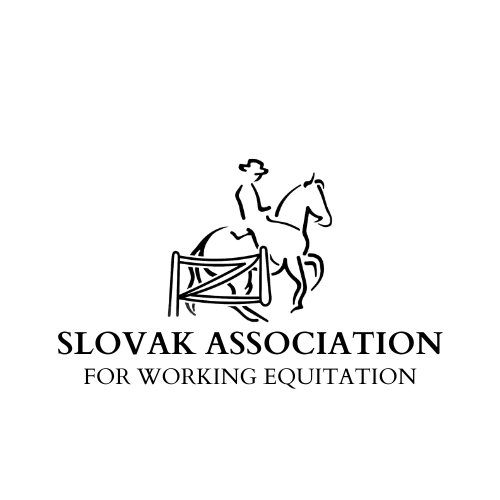 SLOVAK ASSOCIATION
FOR WORKING EQUITATION